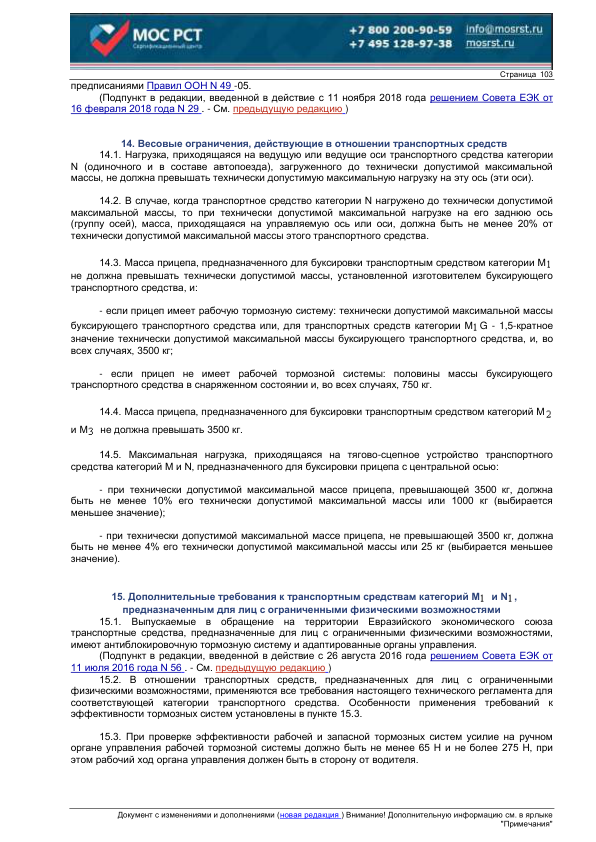 МОС РСТ
Сертификационный центр
+7 800 200-90-59 info@mosrst.ru
+7 495 128-97-38 mosrst.ru
Страница 103
предписаниями Правил ООН N 49 -05.
(Подпункт в редакции, введенной в действие с 11 ноября 2018 года решением Совета ЕЭК от
16 февраля 2018 года N 29 . - См. предыдущую редакцию )
14. Весовые ограничения, действующие в отношении транспортных средств
14.1. Нагрузка, приходящаяся на ведущую или ведущие оси транспортного средства категории
N (одиночного и в составе автопоезда), загруженного до технически допустимой максимальной
массы, не должна превышать технически допустимую максимальную нагрузку на эту ось (эти оси).
14.2. В случае, когда транспортное средство категории N нагружено до технически допустимой
максимальной массы, то при технически допустимой максимальной нагрузке на его заднюю ось
(группу осей), масса, приходящаяся на управляемую ось или оси, должна быть не менее 20% от
технически допустимой максимальной массы этого транспортного средства.
14.3. Масса прицепа, предназначенного для буксировки транспортным средством категории M1
не должна превышать технически допустимой массы, установленной изготовителем буксирующего
транспортного средства, и:
- если прицеп имеет рабочую тормозную систему: технически допустимой максимальной массы
буксирующего транспортного средства или, для транспортных средств категории M1 G - 1,5-кратное
значение технически допустимой максимальной массы буксирующего транспортного средства, и, во
всех случаях, 3500 кг;
- если прицеп не имеет рабочей тормозной системы: половины массы буксирующего
транспортного средства в снаряженном состоянии и, во всех случаях, 750 кг.
14.4. Масса прицепа, предназначенного для буксировки транспортным средством категорий M2
и M3 не должна превышать 3500 кг.
14.5. Максимальная нагрузка, приходящаяся на тягово-сцепное устройство транспортного
средства категорий M и N, предназначенного для буксировки прицепа с центральной осью:
- при технически допустимой максимальной массе прицепа, превышающей 3500 кг, должна
быть не менее 10% его технически допустимой максимальной массы или 1000 кг (выбирается
меньшее значение);
- при технически допустимой максимальной массе прицепа, не превышающей 3500 кг, должна
быть не менее 4% его технически допустимой максимальной массы или 25 кг (выбирается меньшее
значение).
15. Дополнительные требования к транспортным средствам категорий M1 и N1 ,
предназначенным для лиц с ограниченными физическими возможностями
15.1. Выпускаемые в обращение на территории Евразийского экономического союза
транспортные средства, предназначенные для лиц с ограниченными физическими возможностями,
имеют антиблокировочную тормозную систему и адаптированные органы управления.
(Подпункт в редакции, введенной в действие с 26 августа 2016 года решением Совета ЕЭК от
11 июля 2016 года N 56 . - См. предыдущую редакцию )
15.2. В отношении транспортных средств, предназначенных для лиц с ограниченными
физическими возможностями, применяются все требования настоящего технического регламента для
соответствующей категории транспортного средства. Особенности применения требований к
эффективности тормозных систем установлены в пункте 15.3.
15.3. При проверке эффективности рабочей и запасной тормозных систем усилие на ручном
органе управления рабочей тормозной системы должно быть не менее 65 Н и не более 275 Н, при
этом рабочий ход органа управления должен быть в сторону от водителя.
Документ с изменениями и дополнениями (новая редакция ) Внимание! Дополнительную информацию см. в ярлыке
"Примечания"